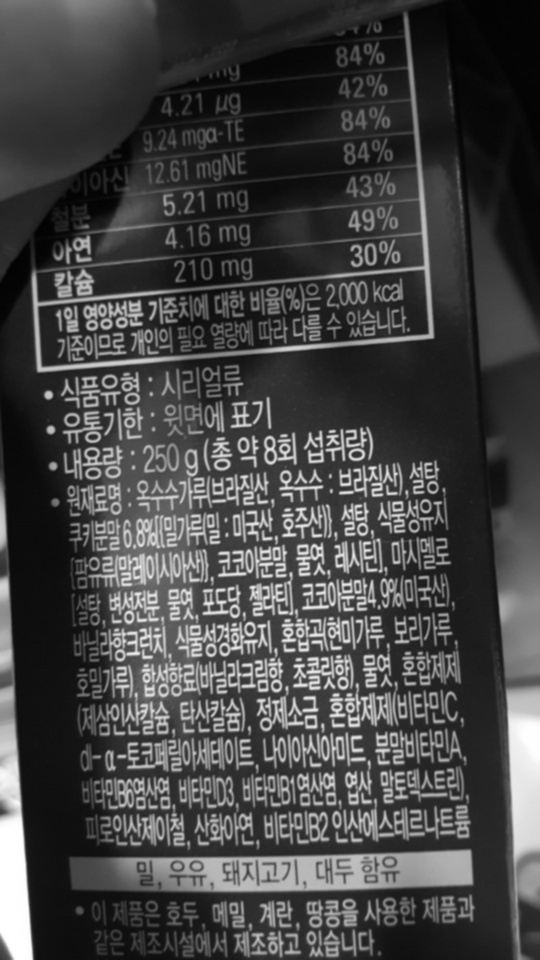 84%
mg 42%
4.21 μg 84%
9.24 mgα-TE 84%
이아신 12.61 mgNE 43%
철분 5.21 mg 49%
아연 4.16 mg 30%
칼슘 210 mg
1일 영양성분 기준치에 대한 비율(%)은 2,000 kcal
기준이므로 개인의 필요 열량에 따라 다를 수 있습니다.
• 식품유형 : 시리얼류
• 유통기한 : 윗면에 표기
• 내용량 : 250 g (총 약 8회 섭취량)
• 원재료명 : 옥수수가루(브라질산, 옥수수 : 브라질산), 설탕,
쿠키분말 6.8%[{밀가루(밀 : 미국산, 호주산)}, 설탕, 식물성유지
{팜유류(말레이시아산)}, 코코아분말, 물엿, 레시틴], 마시멜로
[설탕, 변성전분, 물엿, 포도당, 젤라틴], 코코아분말4.9%(미국산),
바닐라향크런치, 식물성경화유지, 혼합곡(현미가루, 보리가루,
호밀가루), 합성향료(바닐라크림향, 초콜릿향), 물엿, 혼합제제
(제삼인산칼슘, 탄산칼슘), 정제소금, 혼합제제(비타민C,
dl-α-토코페릴아세테이트, 나이아신아미드, 분말비타민A,
비타민B6염산염, 비타민D3, 비타민B1염산염, 엽산, 말토덱스트린),
피로인산제이철, 산화아연, 비타민B2 인산에스테르나트륨
밀, 우유, 돼지고기, 대두 함유
• 이 제품은 호두, 메밀, 계란, 땅콩을 사용한 제품과
같은 제조시설에서 제조하고 있습니다.